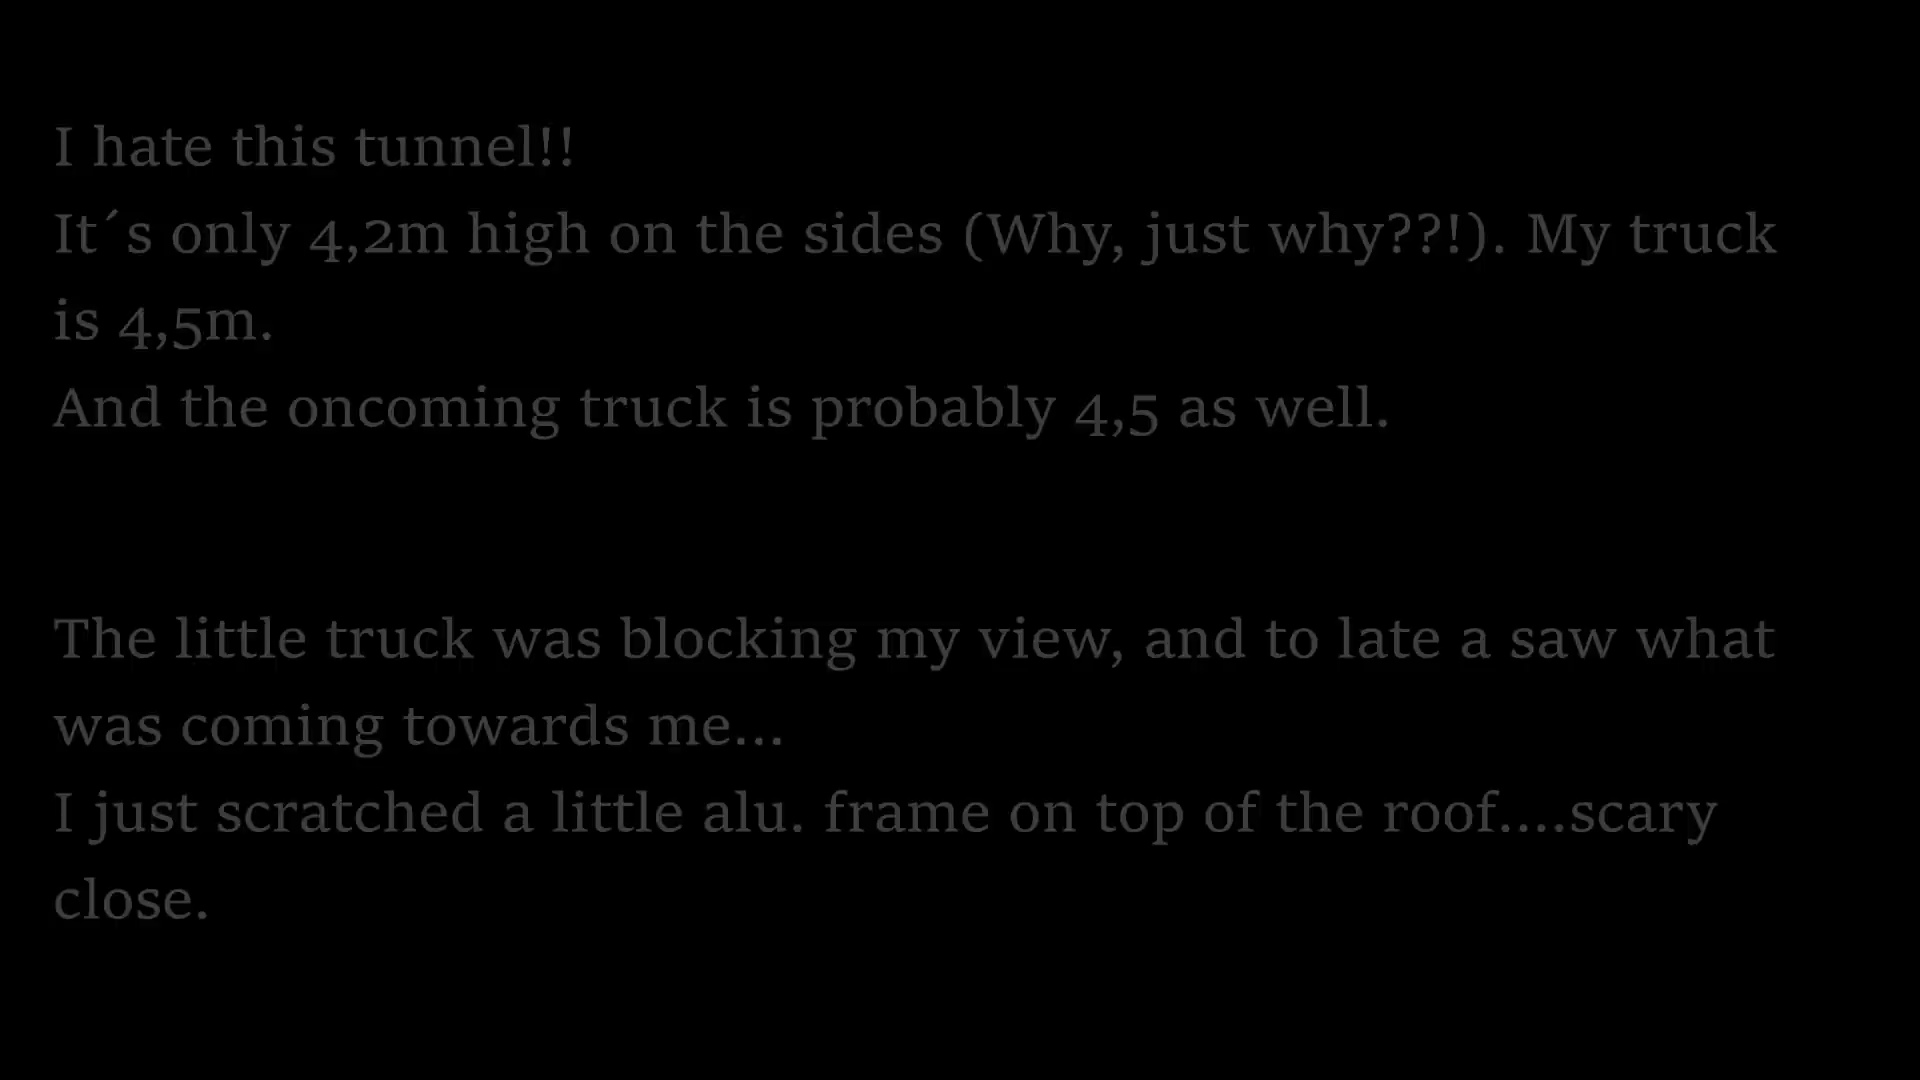 I hate this tunnel!!
It´s only 4,2m high on the sides (Why, just why??!). My truck
is 4,5m.
And the oncoming truck is probably 4,5 as well.
The little truck was blocking my view, and to late a saw what
was coming towards me...
I just scratched a little alu. frame on top of the roof....scary
close.